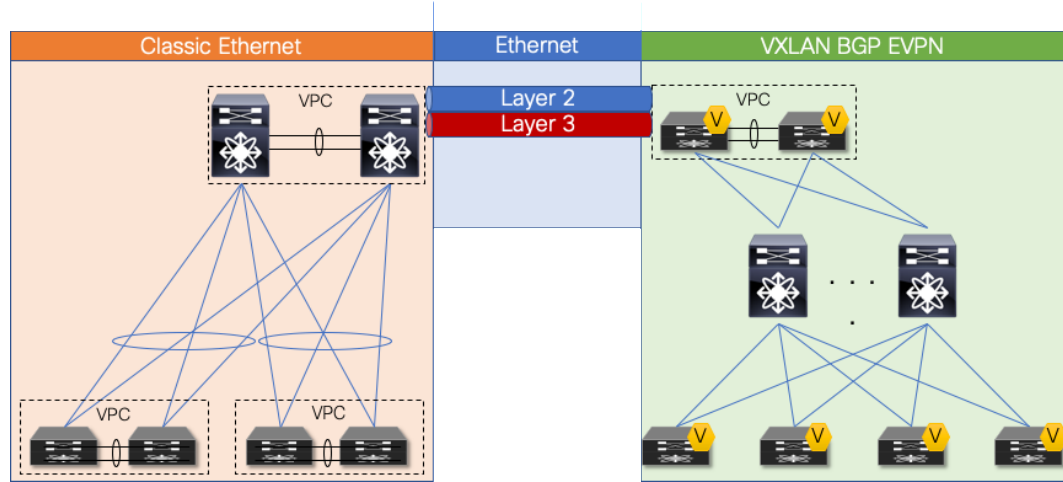 Classic Ethernet
Ethernet
VXLAN BGP EVPN
VPC
Layer 2
Layer 3
VPC
V
V
VPC
VPC
V
V
V
V